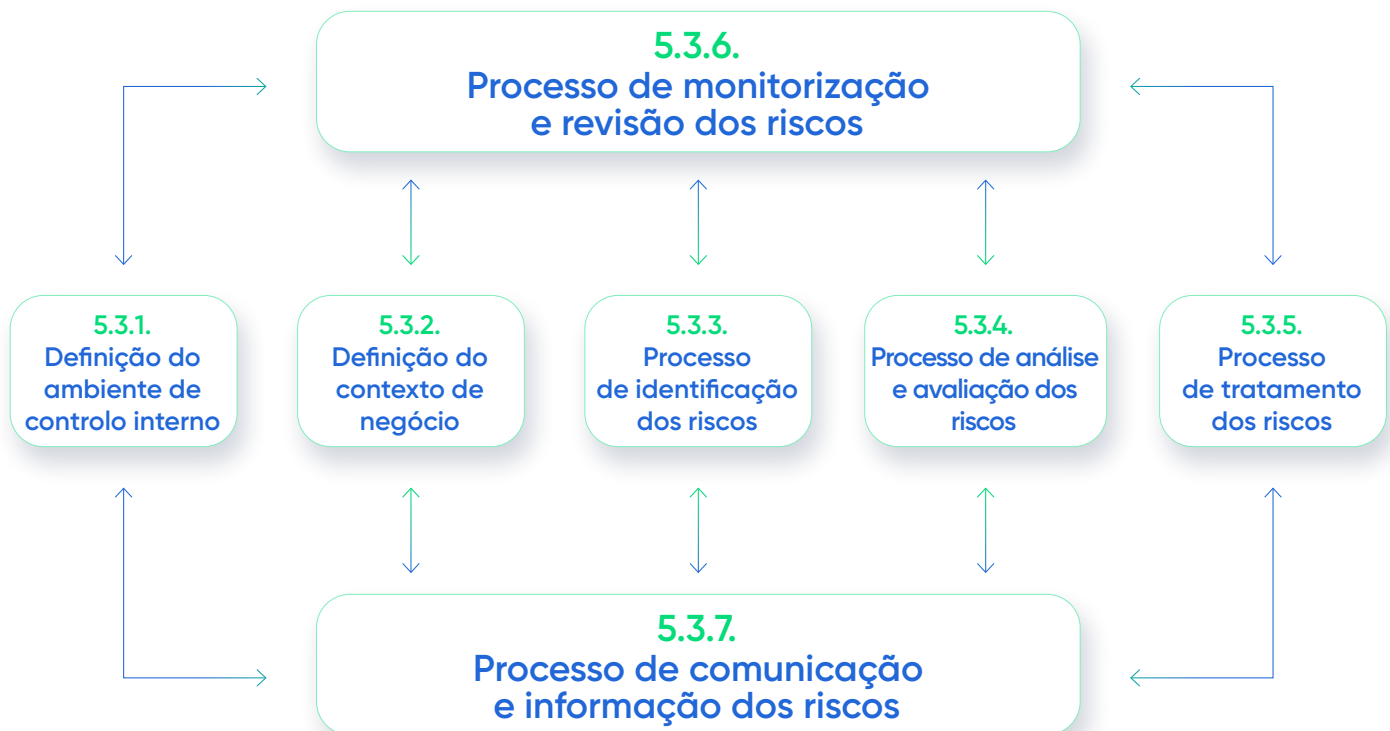 5.3.6.
Processo de monitorização
e revisão dos riscos
5.3.1.
Definição do
ambiente de
controlo interno
5.3.2.
Definição do
contexto de
negócio
5.3.3.
Processo
de identificação
dos riscos
5.3.4.
Processo de análise
e avaliação dos
riscos
5.3.5.
Processo
de tratamento
dos riscos
5.3.7.
Processo de comunicação
e informação dos riscos